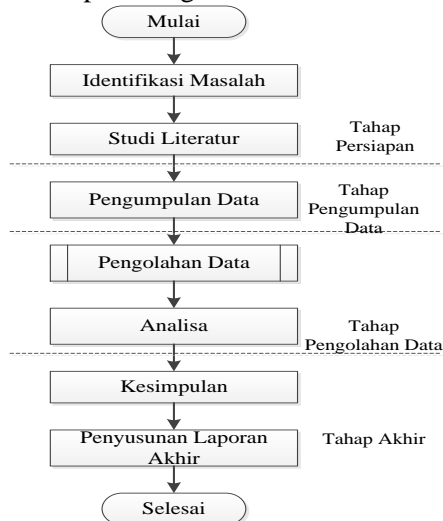 Mulai
Identifikasi Masalah
Studi Literatur
Tahap
Persiapan
Pengumpulan Data
Tahap
Pengumpulan
Data
Pengolahan Data
Analisa
Tahap
Pengolahan Data
Kesimpulan
Penyusunan Laporan
Akhir
Tahap Akhir
Selesai